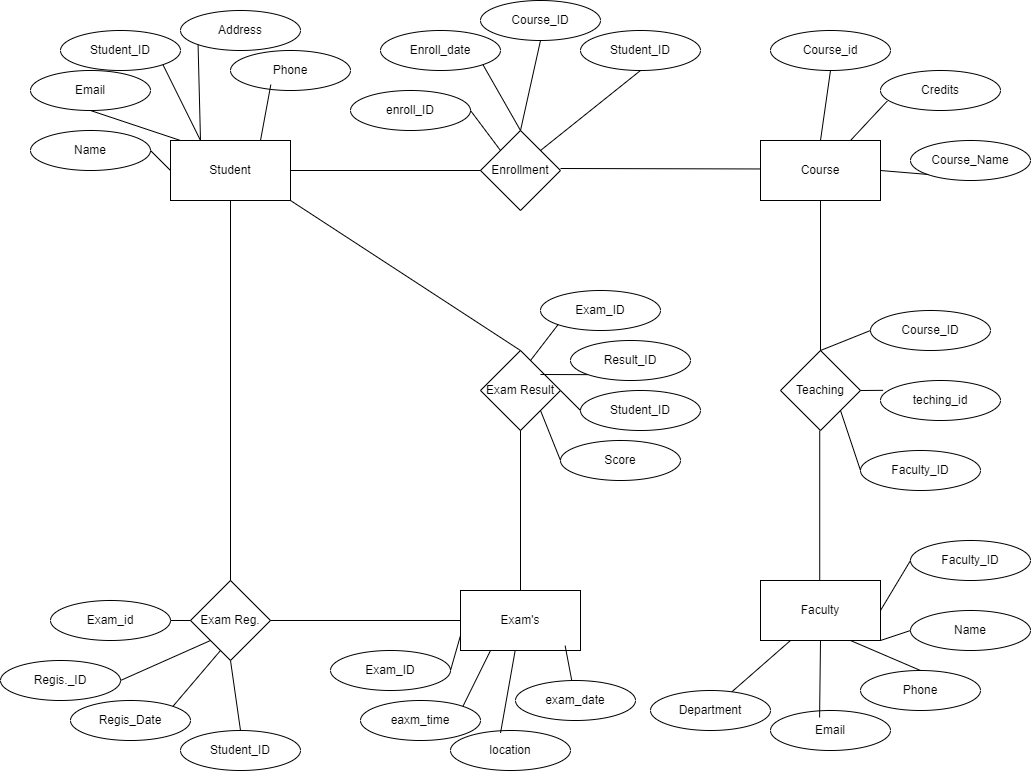 Address
Course_ID
Student_ID
Enroll_date
Student_ID
Course_id
Phone
Email
Credits
enroll_ID
Name
Student
Enrollment
Course
Course_Name
Exam_ID
Course_ID
Result_ID
Exam Result
Teaching
teching_id
Student_ID
Score
Faculty_ID
Faculty_ID
Exam_id
Exam Reg.
Exam's
Faculty
Name
Exam_ID
Regis._ID
Phone
exam_date
Department
Regis_Date
eaxm_time
Email
Student_ID
location